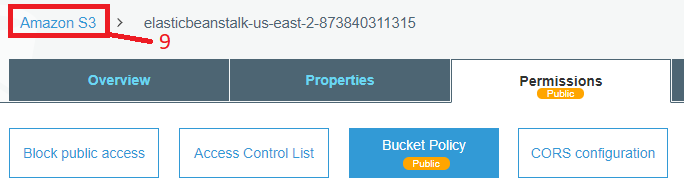 Amazon S3 > elasticbeanstalk-us-east-2-873840311315
9
Overview Properties Permissions
Public
Block public access Access Control List Bucket Policy CORS configuration
Public